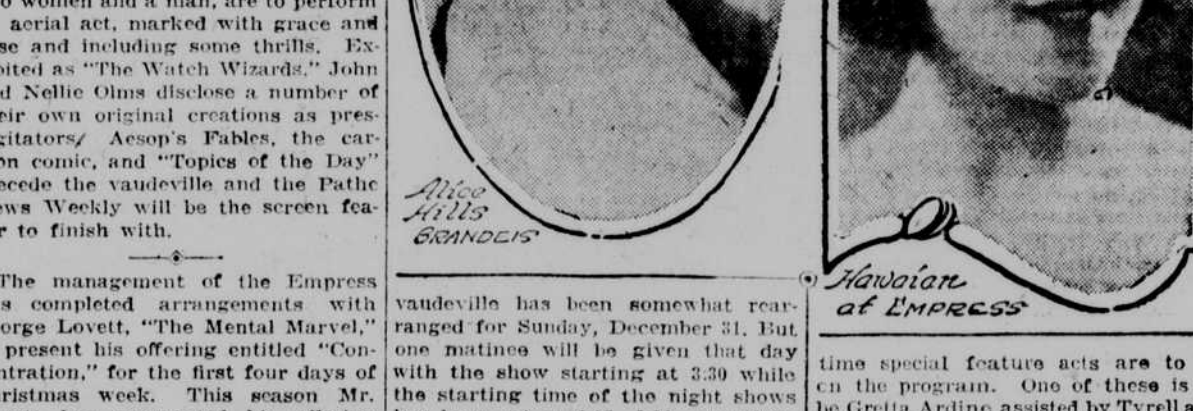 women and a man, are to perform
aerial act, marked with grace and
se and including some thrills. Ex-
bited as "The Watch Wizards." John
d Nellie Olms disclose a number of
eir own original creations as pres-
gitators/ Aesop's Fables, the car-
on comic, and "Topics of the Day"
ecede the vaudeville and the Pathe
ews Weekly will be the screen fea-
r to finish with.
The management of the Empress
s completed arrangements with
orge Lovett, "The Mental Marvel,"
present his offering entitled "Con-
ntration," for the first four days of
ristmas week. This season Mr.
Alice
Hills
BRANDEIS
vaudeville has been somewhat rear-
ranged for Sunday, December 31. But
one matinee will be given that day
with the show starting at 3:30 while
the starting time of the night shows
Hawaian
at EMPRESS
time special feature acts are to
on the program. One of these is
be Gretta Ardine assisted by Tyrell a